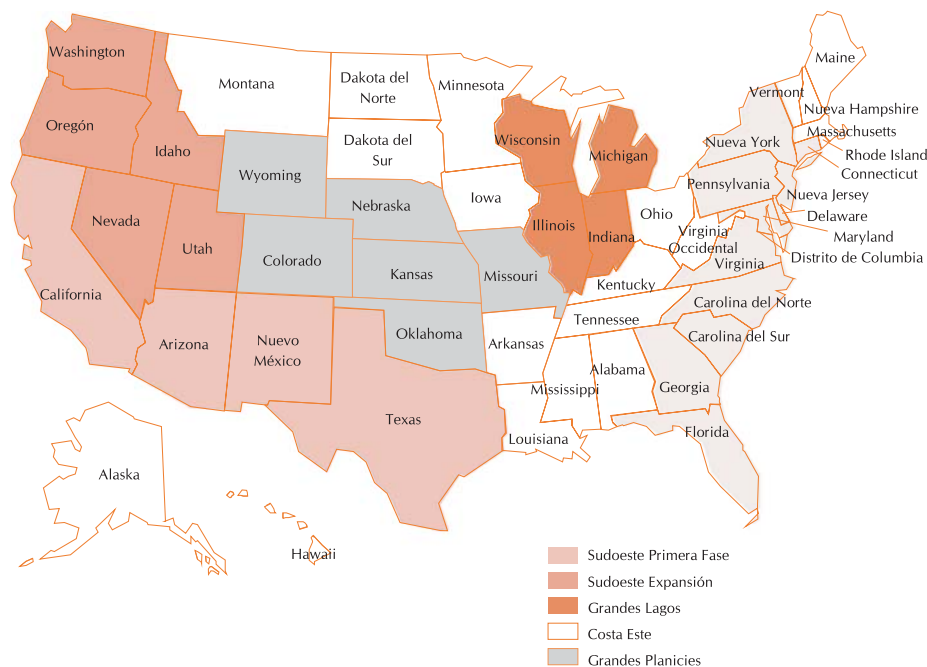 Washington
Montana
Dakota del
Norte
Minnesota
Maine
Vermont
Nueva Hampshire
Oregón
Idaho
Dakota del
Sur
Wisconsin
Michigan
Nueva York
Massachusetts
Rhode Island
Connecticut
Wyoming
Iowa
Pennsylvania
Nueva Jersey
Nevada
Utah
Nebraska
Illinois
Indiana
Ohio
Virginia
Occidental
Delaware
Maryland
Distrito de Columbia
Colorado
Kansas
Missouri
Kentucky
Virginia
California
Arizona
Nuevo
México
Oklahoma
Arkansas
Tennessee
Carolina del Norte
Carolina del Sur
Texas
Louisiana
Mississippi
Alabama
Georgia
Florida
Alaska
Hawaii
Sudoeste Primera Fase
Sudoeste Expansión
Grandes Lagos
Costa Este
Grandes Planicies